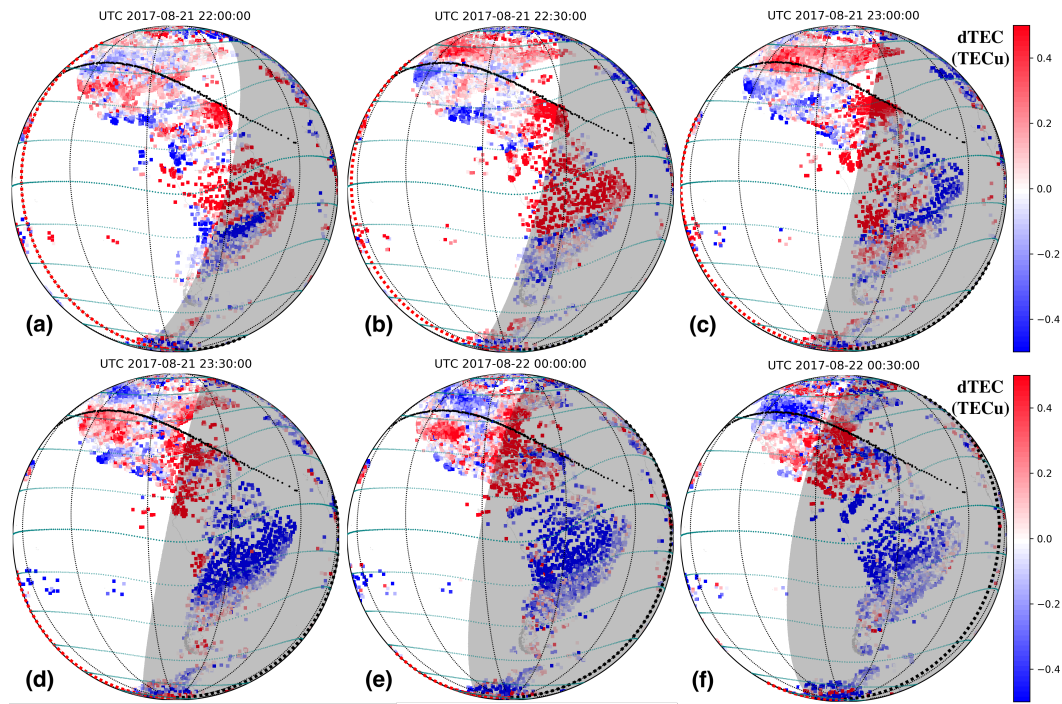 UTC 2017-08-21 22:00:00
UTC 2017-08-21 22:30:00
UTC 2017-08-21 23:00:00
dTEC
(TECu)
0.4
0.2
0.0
−0.2
−0.4
(a)
(b)
(c)
UTC 2017-08-21 23:30:00
UTC 2017-08-22 00:00:00
UTC 2017-08-22 00:30:00
dTEC
(TECu)
0.4
0.2
0.0
−0.2
−0.4
(d)
(e)
(f)